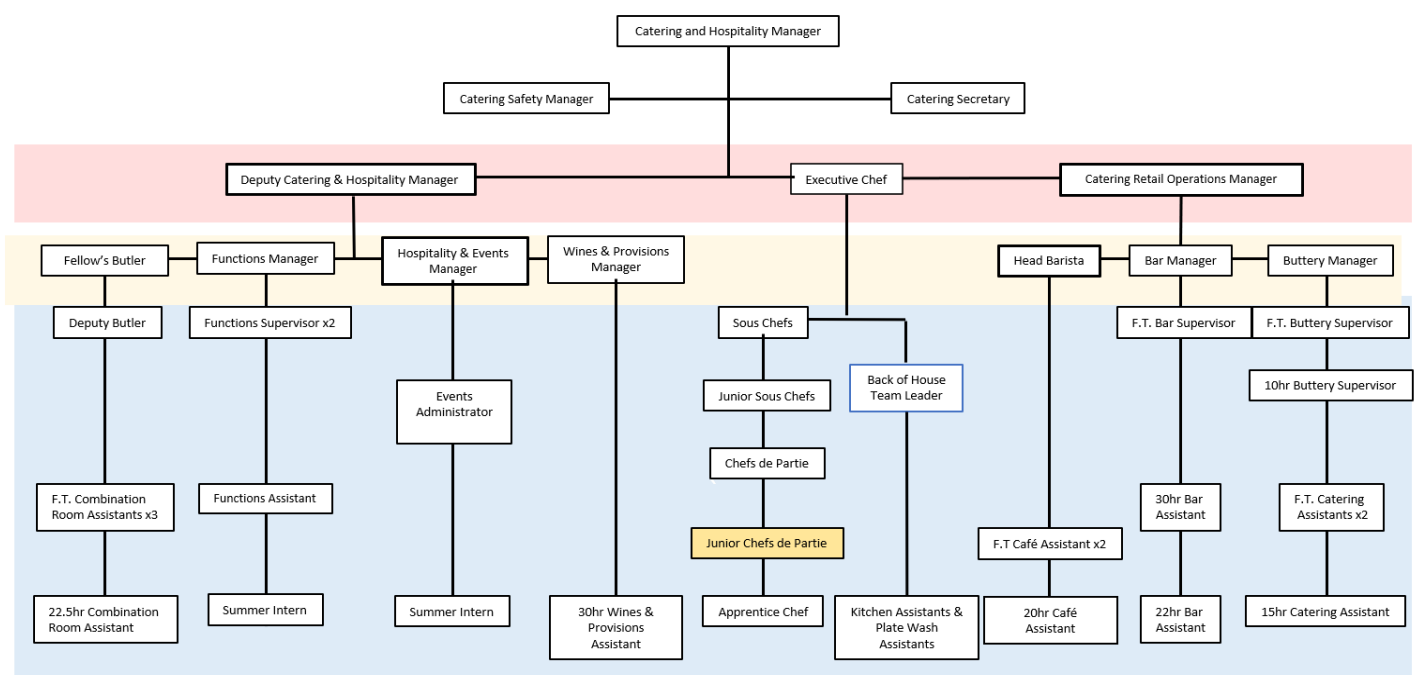 Catering and Hospitality Manager
Catering Safety Manager
Catering Secretary
Deputy Catering & Hospitality Manager
Executive Chef
Catering Retail Operations Manager
Fellow's Butler
Functions Manager
Hospitality & Events
Manager
Wines & Provisions
Manager
Head Barista
Bar Manager
Buttery Manager
Deputy Butler
Functions Supervisor x2
Sous Chefs
F.T. Bar Supervisor
F.T. Buttery Supervisor
Events
Administrator
Junior Sous Chefs
Back of House
Team Leader
10hr Buttery Supervisor
Chefs de Partie
F.T. Combination
Room Assistants x3
Functions Assistant
30hr Bar
Assistant
F.T. Catering
Assistants x2
Junior Chefs de Partie
F.T Café Assistant x2
22.5hr Combination
Room Assistant
Summer Intern
Summer Intern
30hr Wines &
Provisions
Assistant
Apprentice Chef
Kitchen Assistants &
Plate Wash
Assistants
20hr Café
Assistant
22hr Bar
Assistant
15hr Catering Assistant